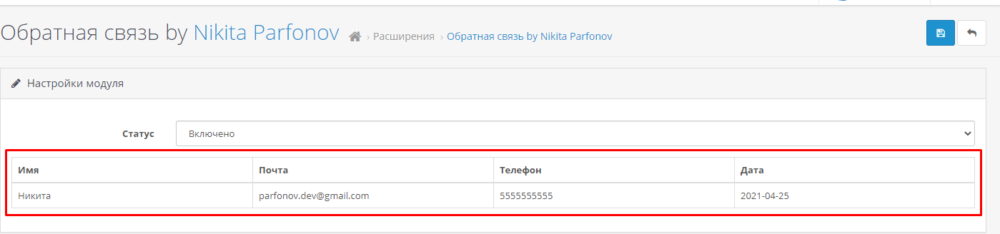 Обратная связь by Nikita Parfonov › Расширения › Обратная связь by Nikita Parfonov
Настройки модуля
Статус Включено
Имя Почта Телефон Дата
Никита parfonov.dev@gmail.com 5555555555 2021-04-25